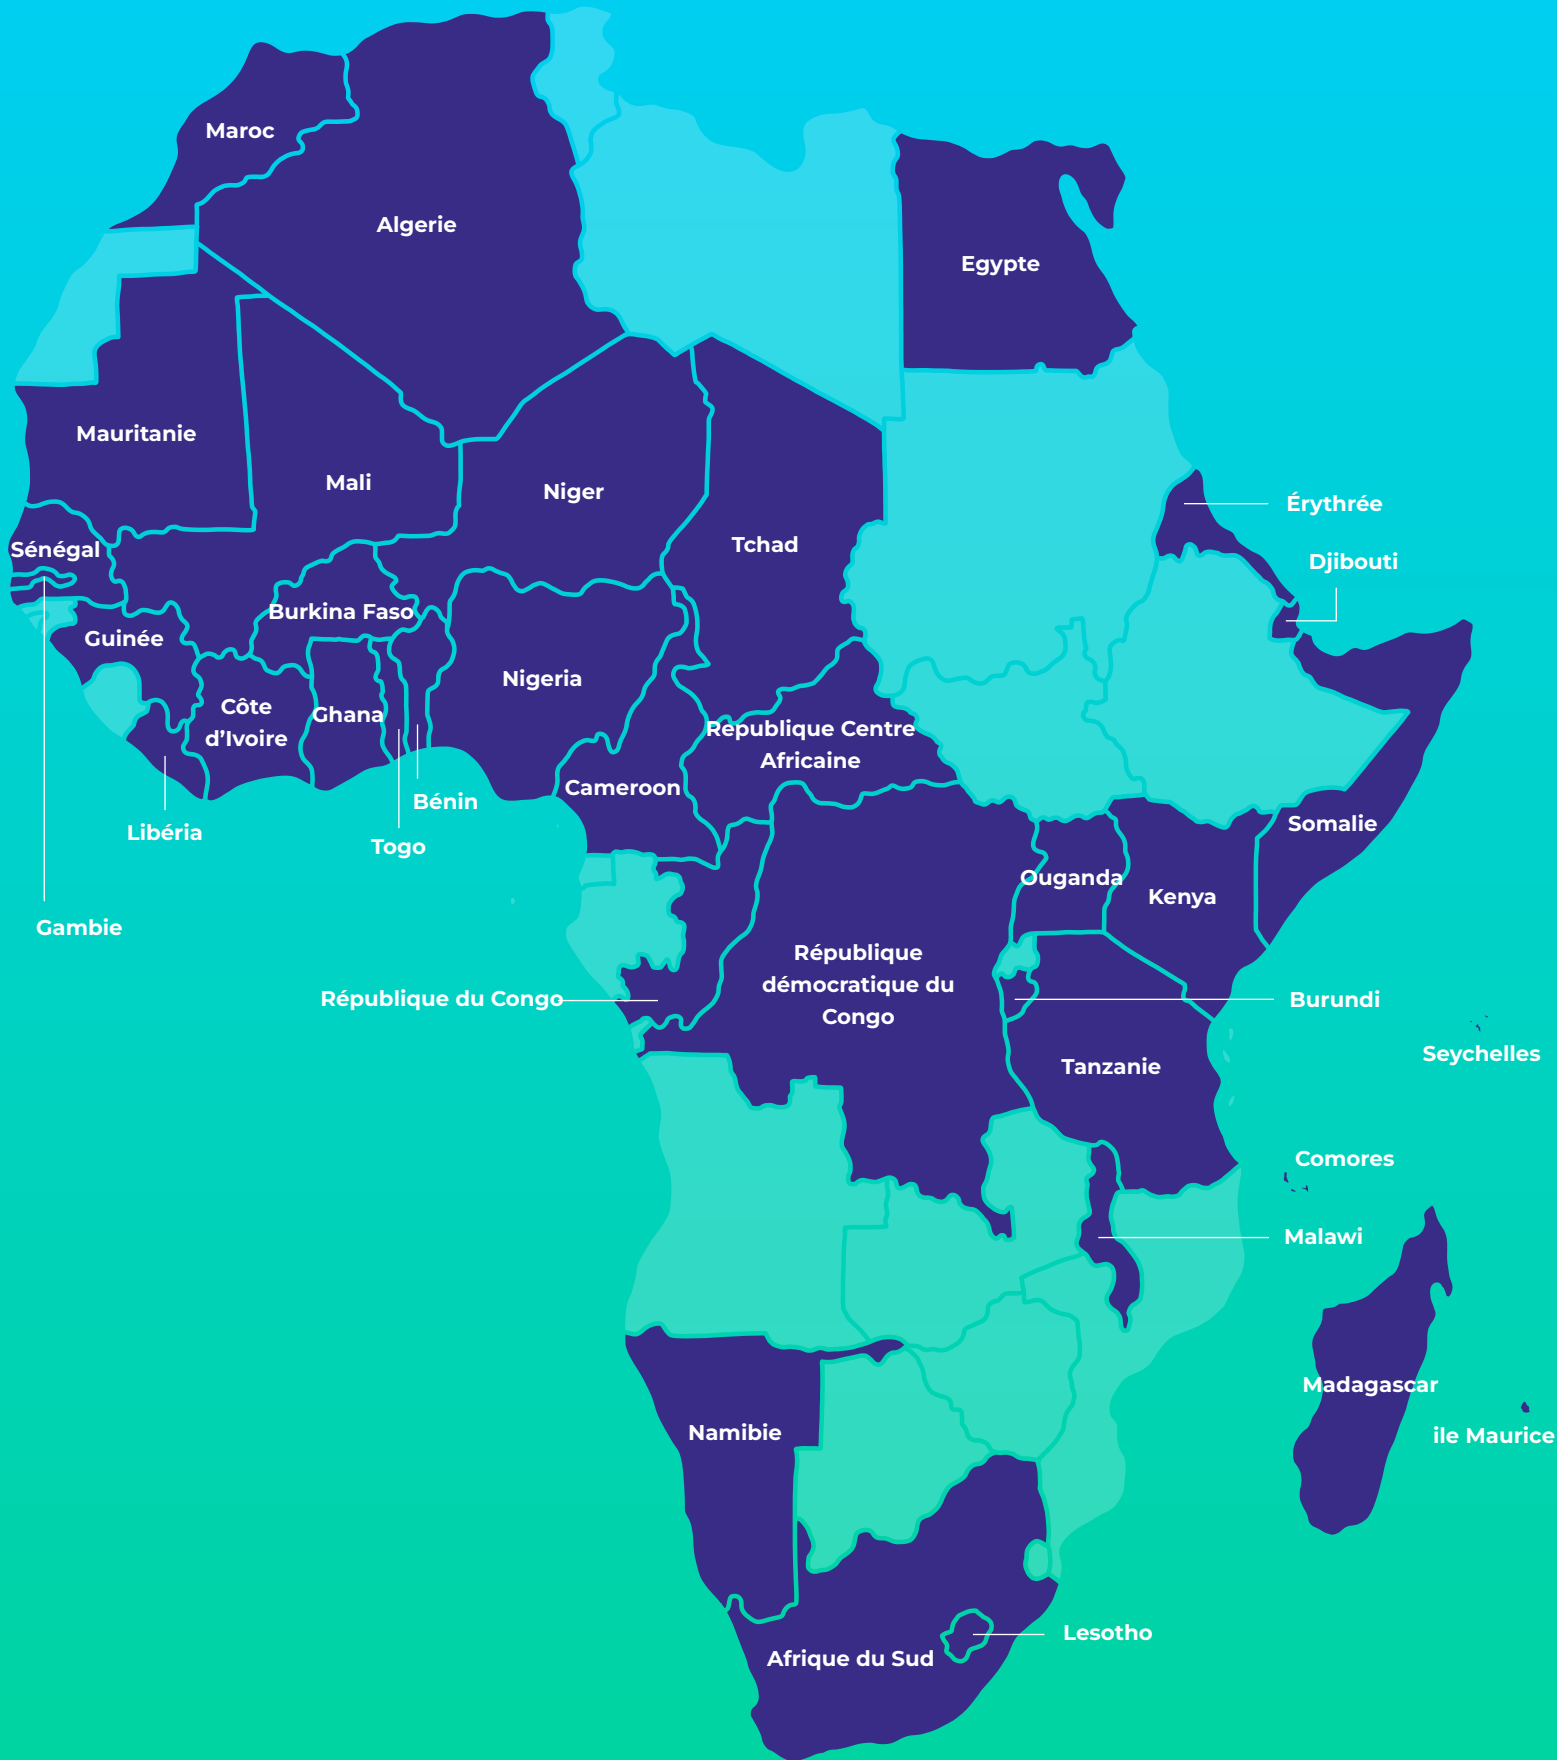 Maroc
Algerie
Egypte
Mauritanie
Mali
Niger
Érythrée
Tchad
Sénégal
Djibouti
Burkina Faso
Guinée
Nigeria
Côte
d’Ivoire
Ghana
Republique Centre
Africaine
Cameroon
Bénin
Somalie
Libéria
Togo
Ouganda
Kenya
Gambie
République
démocratique du
Congo
République du Congo
Burundi
Seychelles
Tanzanie
Comores
Malawi
Madagascar
Namibie
ile Maurice
Lesotho
Afrique du Sud